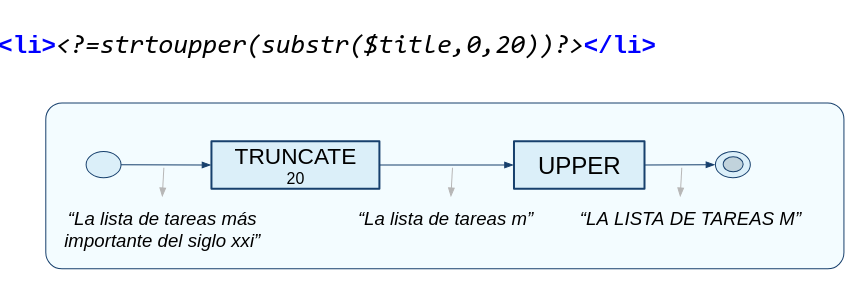 <li><?=strtoupper(substr($title,0,20))?></li>
TRUNCATE
20
UPPER
“La lista de tareas más
importante del siglo xxi”
“La lista de tareas m”
“LA LISTA DE TAREAS M”